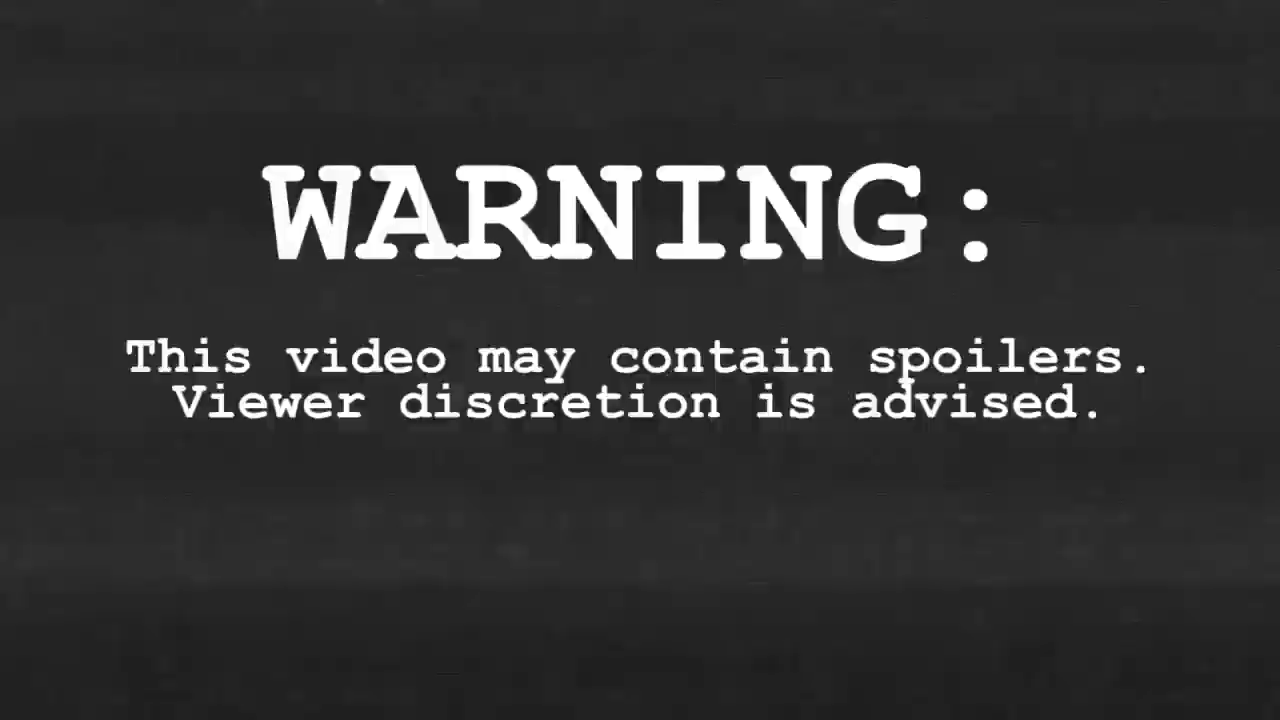 WARNING:
This video may contain spoilers.
Viewer discretion is advised.